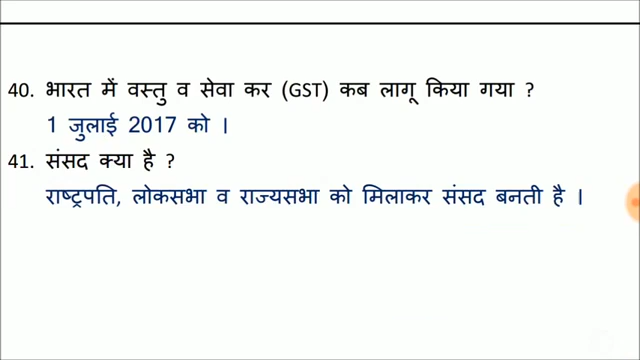 40. भारत में वस्तु व सेवा कर (GST) कब लागू किया गया ?
1 जुलाई 2017 को ।
41. संसद क्या है ?
राष्ट्रपति, लोकसभा व राज्यसभा को मिलाकर संसद बनती है ।